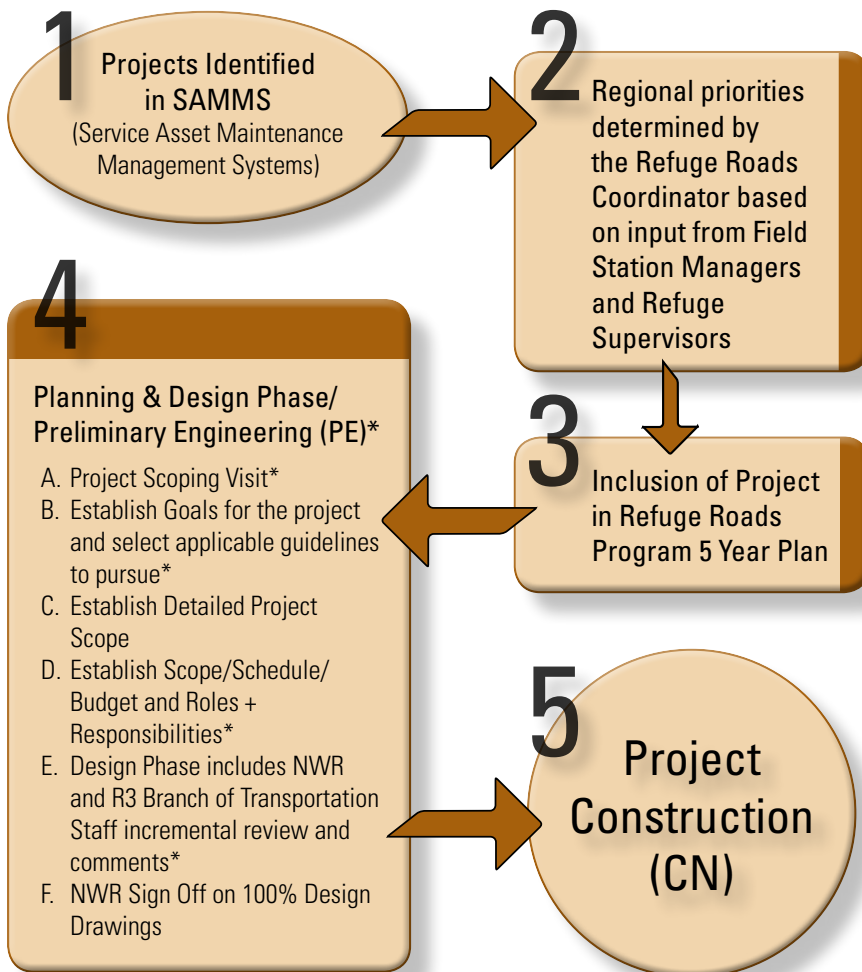 1
Projects Identified
in SAMMS
(Service Asset Maintenance
Management Systems)
2
Regional priorities
determined by
the Refuge Roads
Coordinator based
on input from Field
Station Managers
and Refuge
Supervisors
3
Inclusion of Project
in Refuge Roads
Program 5 Year Plan
4
Planning & Design Phase/
Preliminary Engineering (PE)*
A. Project Scoping Visit*
B. Establish Goals for the project
and select applicable guidelines
to pursue*
C. Establish Detailed Project
Scope
D. Establish Scope/Schedule/
Budget and Roles +
Responsibilities*
E. Design Phase includes NWR
and R3 Branch of Transportation
Staff incremental review and
comments*
F. NWR Sign Off on 100% Design
Drawings
5
Project
Construction
(CN)